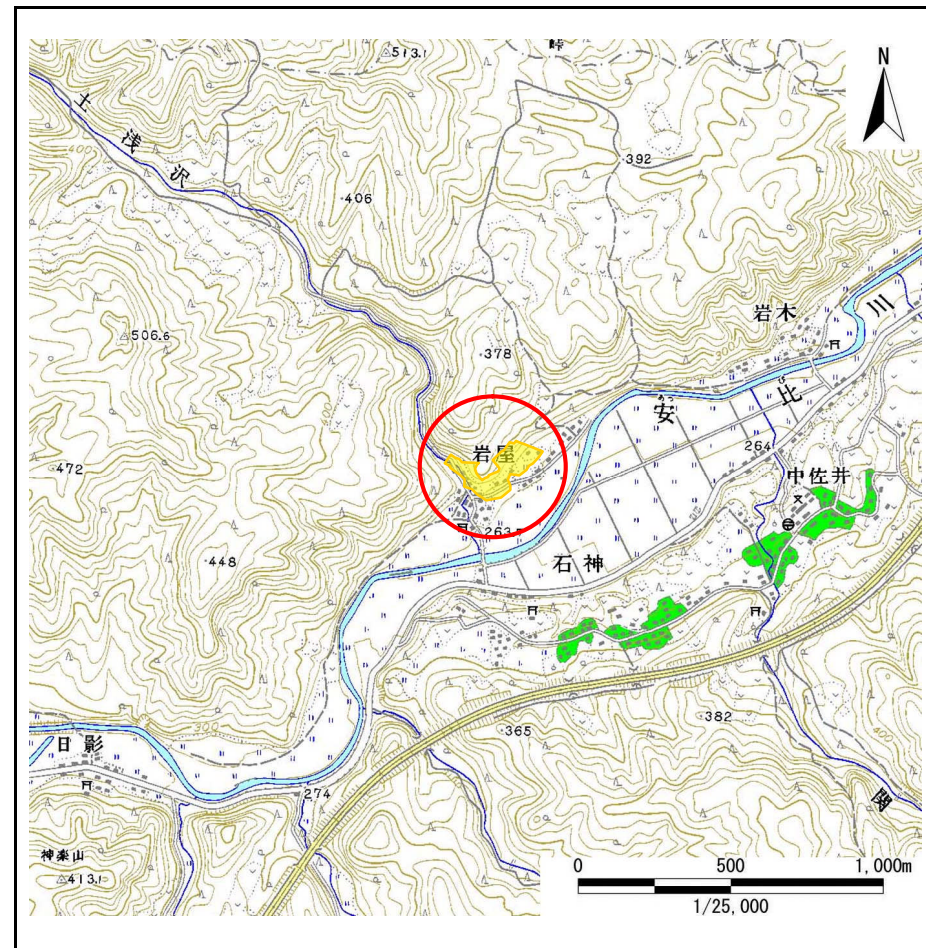 513.1
峠
N
土浅沢
392
406
岩木
川
506.6
378
比
安
岩屋
264
中佐井
472
263.
448
石神
382
365
日影
274
関
神楽山
413.1
0 500 1,000m
1/25,000